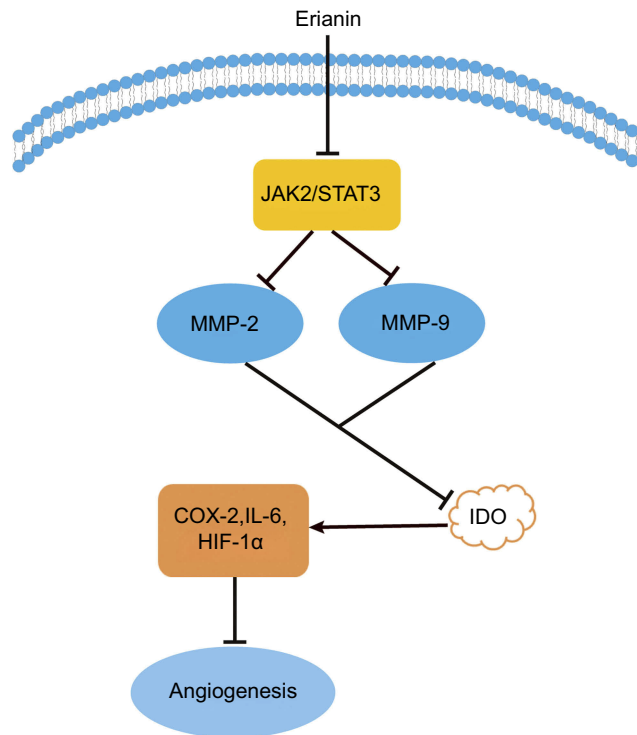 Erianin
JAK2/STAT3
MMP-2
MMP-9
IDO
COX-2,IL-6,
HIF-1α
Angiogenesis